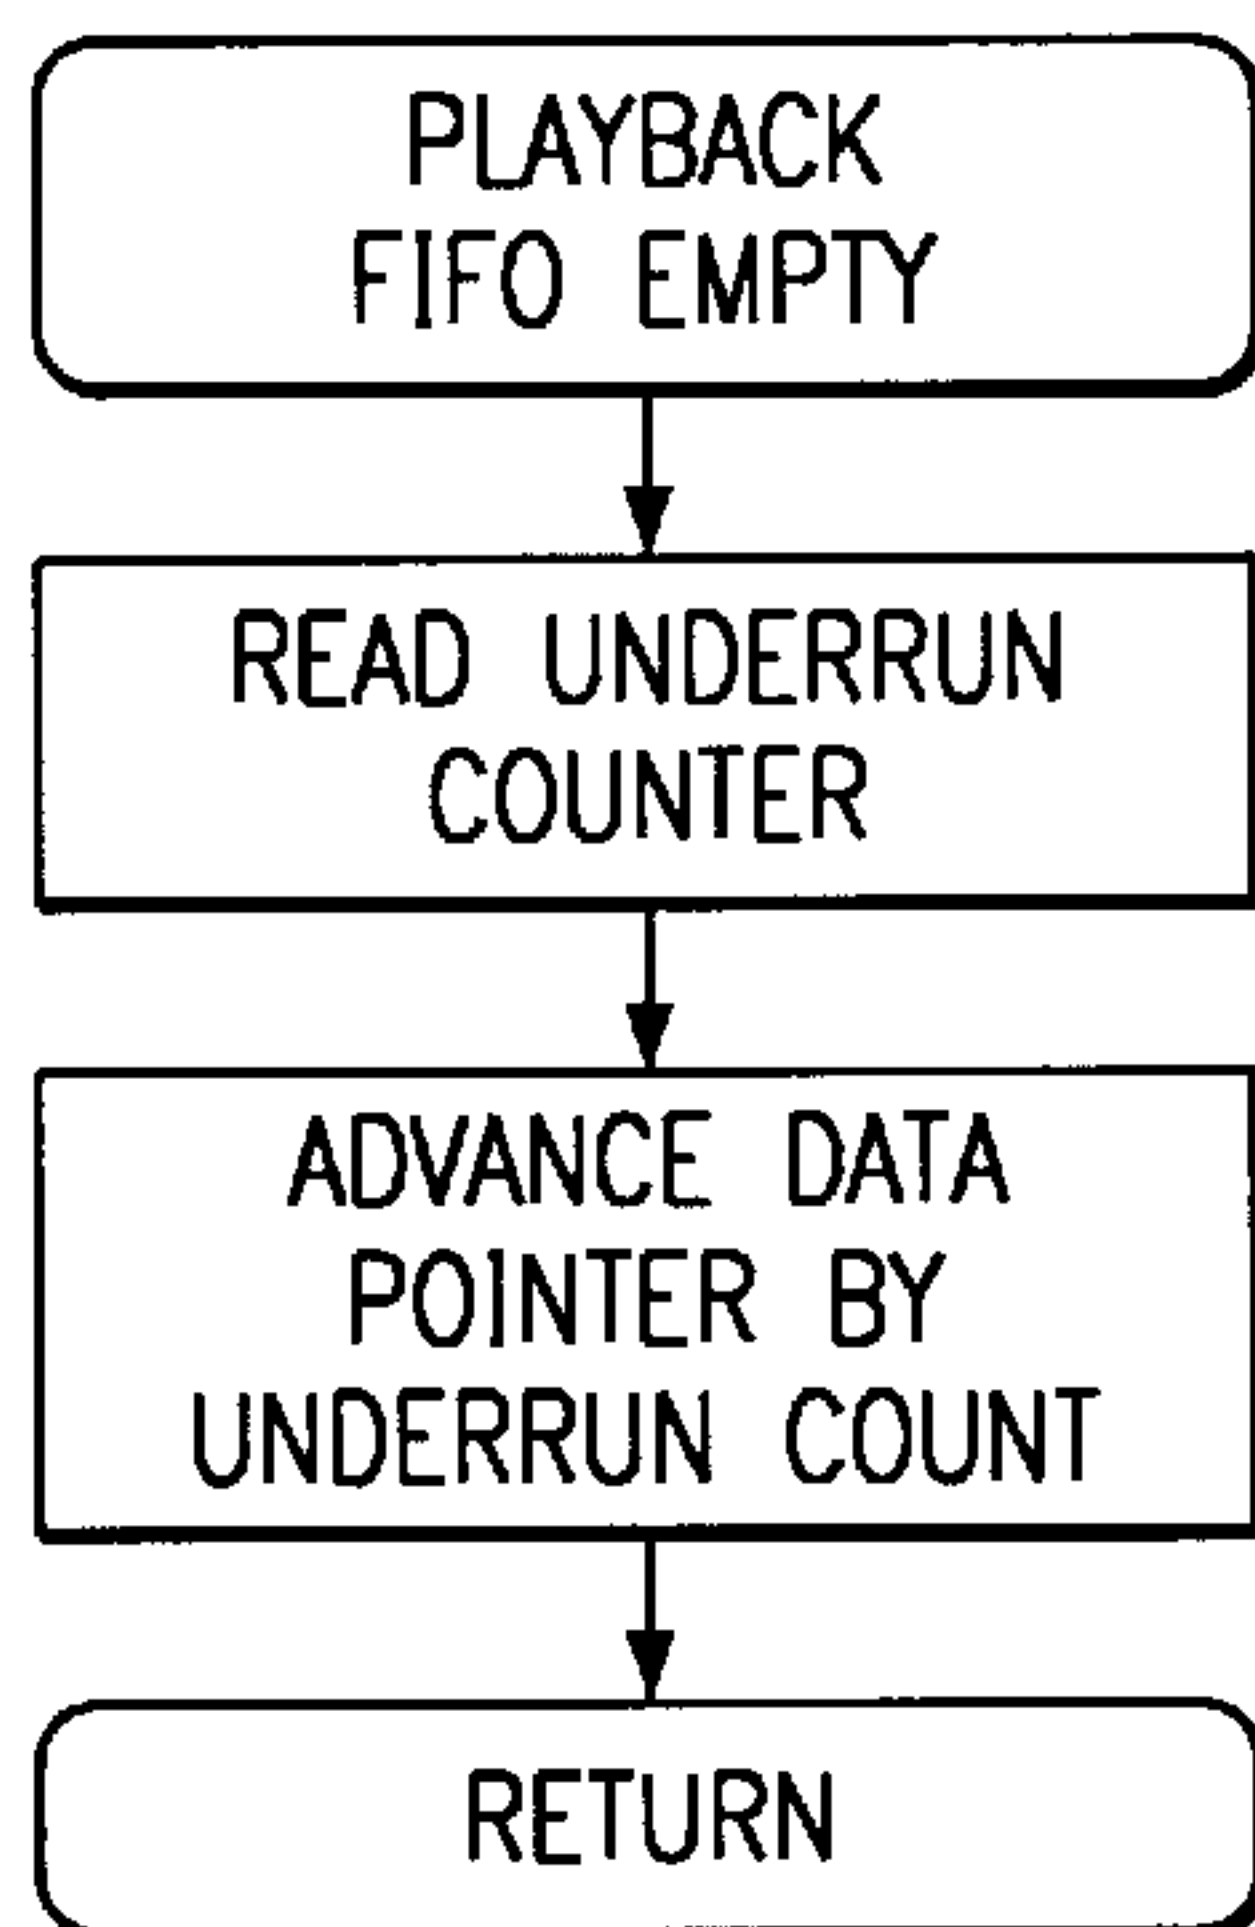 PLAYBACK
FIFO EMPTY
READ UNDERRUN
COUNTER
ADVANCE DATA
POINTER BY
UNDERRUN COUNT
RETURN